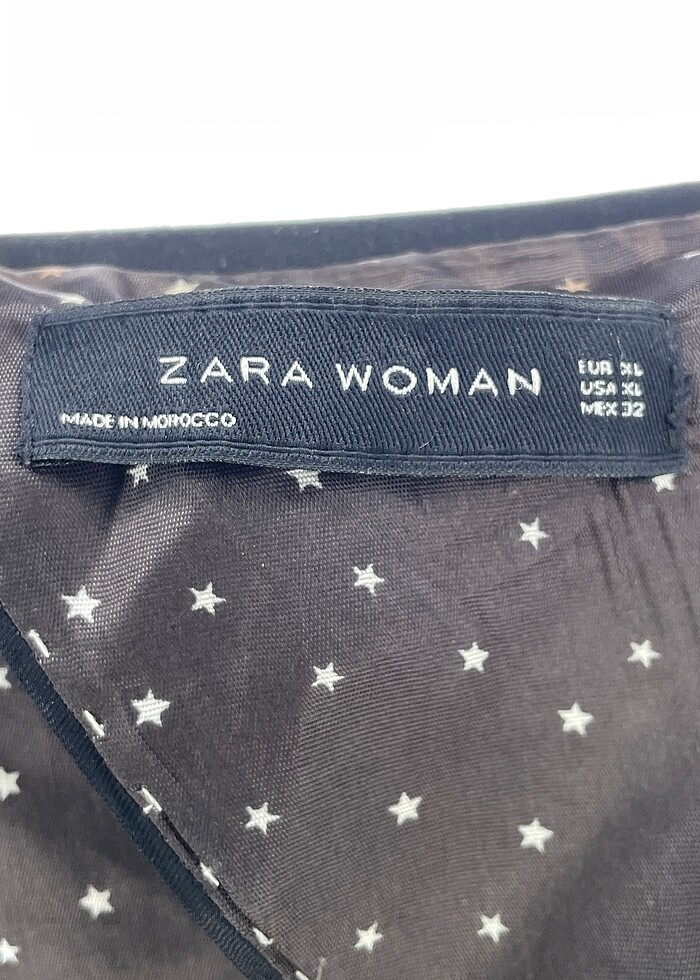 ZARA WOMAN
MADE IN MOROCCO
EUR XL
USA XL
MEX 32